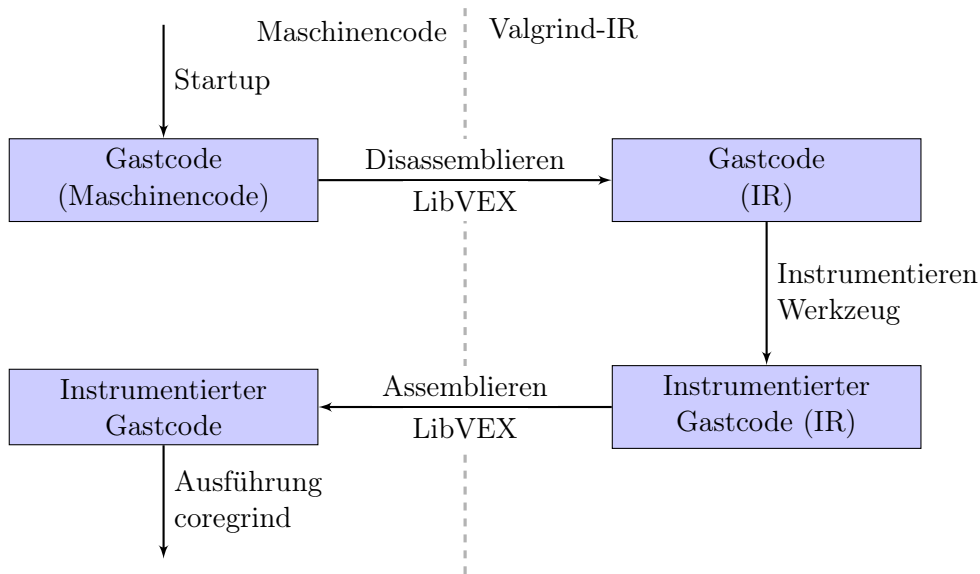 Maschinencode
Valgrind-IR
Startup
Gastcode
(Maschinencode)
Disassemblieren
LibVEX
Gastcode
(IR)
Instrumentieren
Werkzeug
Instrumentierter
Gastcode (IR)
Assemblieren
LibVEX
Instrumentierter
Gastcode
Ausführung
coregrind